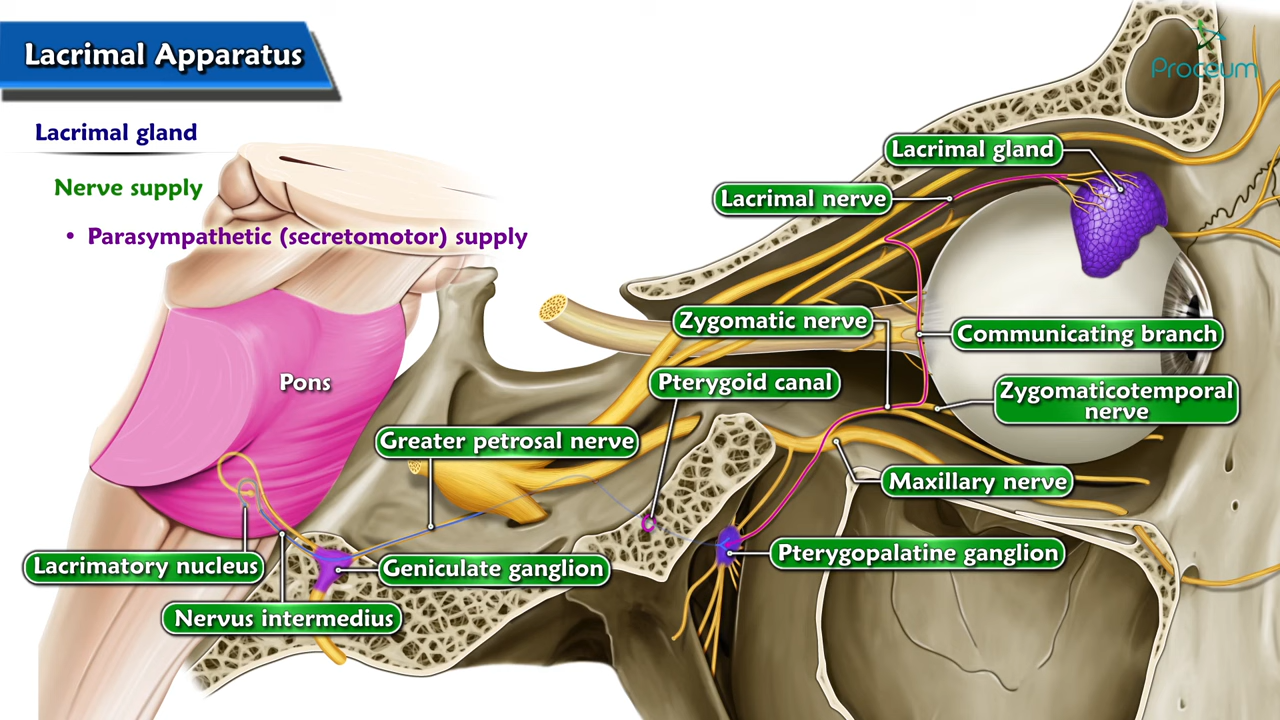 Lacrimal Apparatus
Proceum
Lacrimal gland
Nerve supply
• Parasympathetic (secretomotor) supply
Lacrimal gland
Lacrimal nerve
Zygomatic nerve
Communicating branch
Pterygoid canal
Pons
Zygomaticotemporal
nerve
Greater petrosal nerve
Maxillary nerve
Pterygopalatine ganglion
Lacrimatory nucleus
Geniculate ganglion
Nervus intermedius